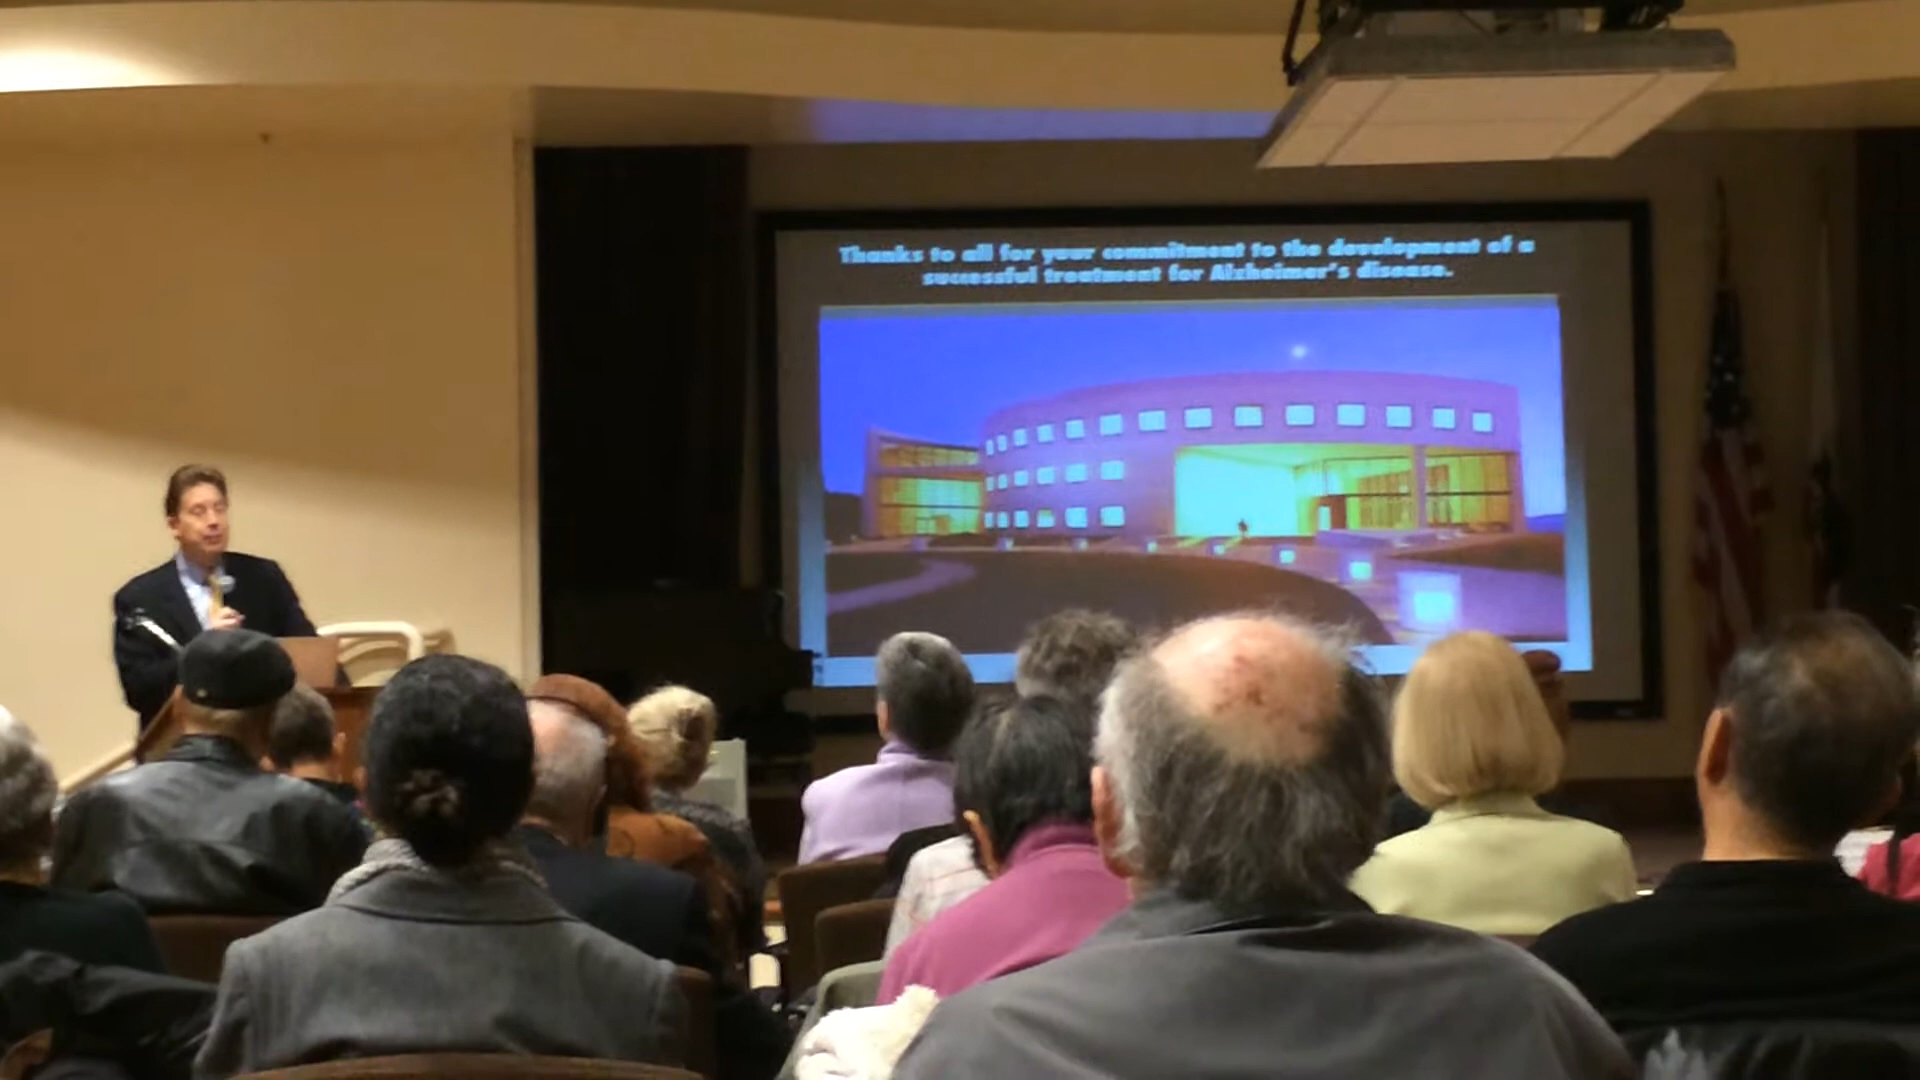 Thanks to all for your commitment to the development of a
successful treatment for Alzheimer's disease.